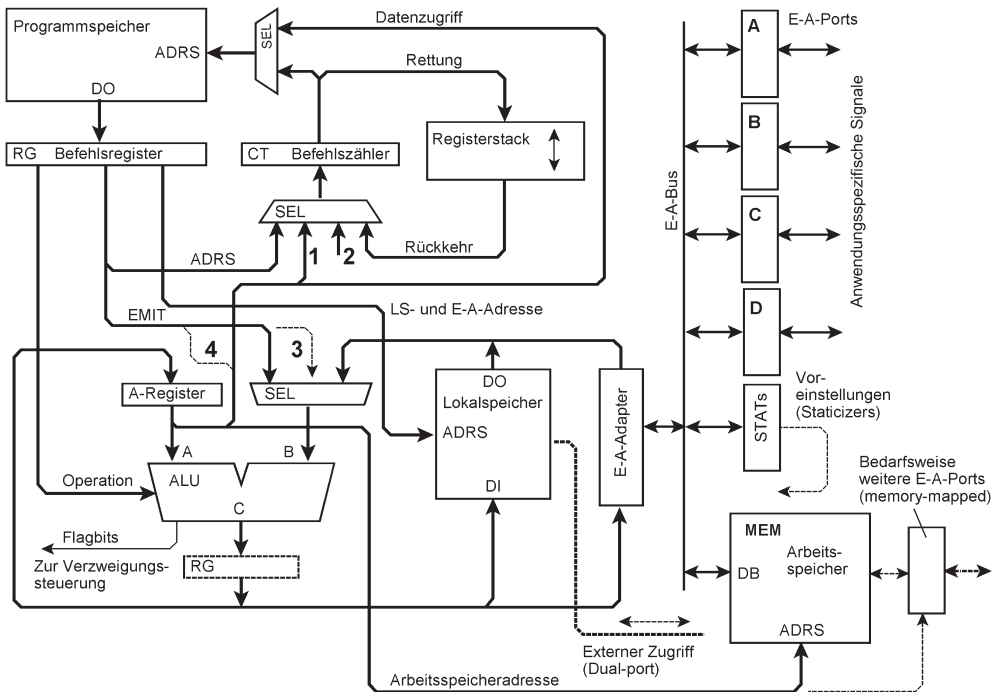 Programmspeicher
ADRS
DO
SEL
Datenzugriff
Rettung
RG Befehlsregister
CT Befehlszähler
Registerstack
SEL
1
2
Rückkehr
ADRS
LS- und E-A-Adresse
EMIT
4
3
A-Register
SEL
DO
Lokalspeicher
ADRS
DI
E-A-Adapter
A
B
ALU
C
Operation
Flagbits
Zur Verzweigungs-
steuerung
RG
Externer Zugriff
(Dual-port)
Arbeitsspeicheradresse
E-A-Bus
A
E-A-Ports
B
C
D
Anwendungsspezifische Signale
STATs
Vor-
einstellungen
(Staticizers)
Bedarfsweise
weitere E-A-Ports
(memory-mapped)
MEM
Arbeits-
speicher
DB
ADRS